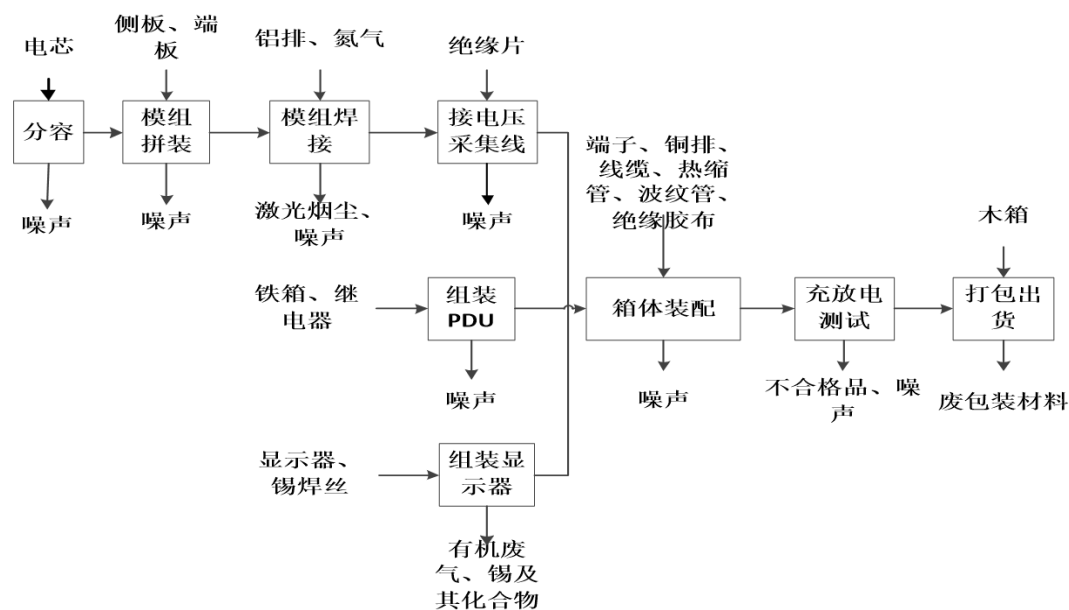 电芯
侧板、端
板
铝排、氮气
绝缘片
分容
模组
拼装
模组焊
接
接电压
采集线
噪声
噪声
激光烟尘、
噪声
噪声
端子、铜排、
线缆、热缩
管、波纹管、
绝缘胶布
木箱
铁箱、继
电器
组装
PDU
箱体装配
充放电
测试
打包出
货
噪声
噪声
不合格品、噪
声
废包装材料
显示器、
锡焊丝
组装显
示器
有机废
气、锡及
其化合物